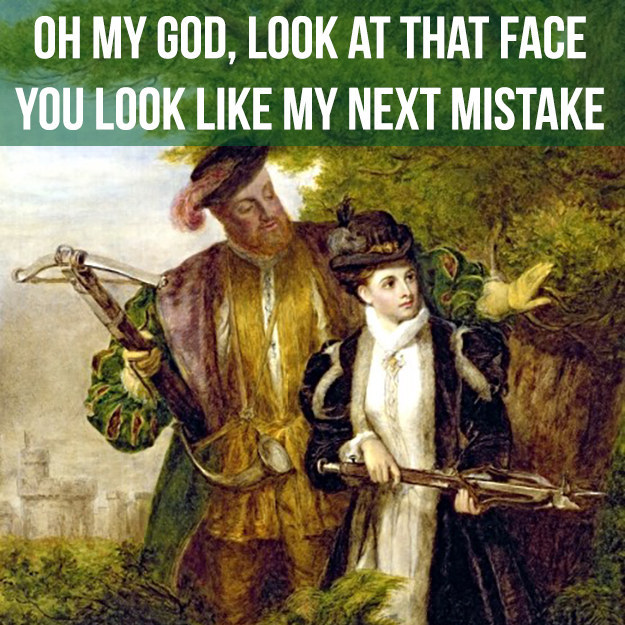 OH MY GOD, LOOK AT THAT FACE
YOU LOOK LIKE MY NEXT MISTAKE